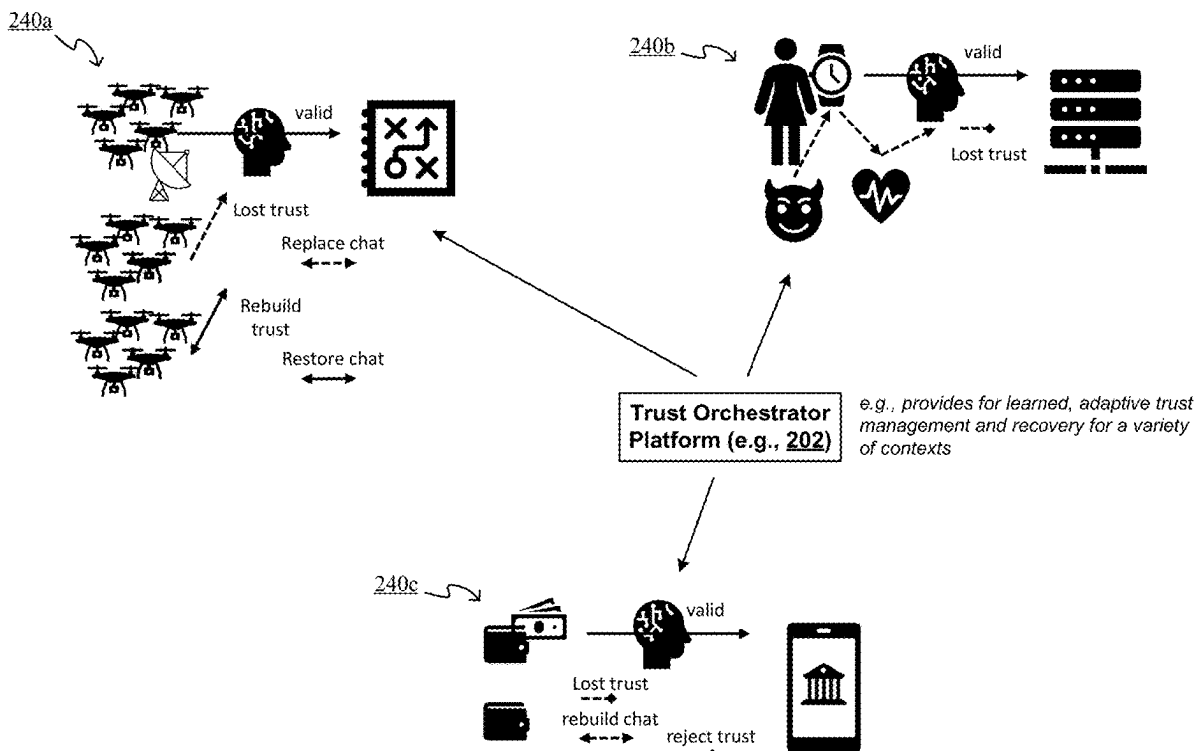 240a
valid
Lost trust
Replace chat
Rebuild
trust
Restore chat
240b
valid
Lost trust
Trust Orchestrator
Platform (e.g., 202)
e.g., provides for learned, adaptive trust
management and recovery for a variety
of contexts
240c
valid
Lost trust
rebuild chat
reject trust